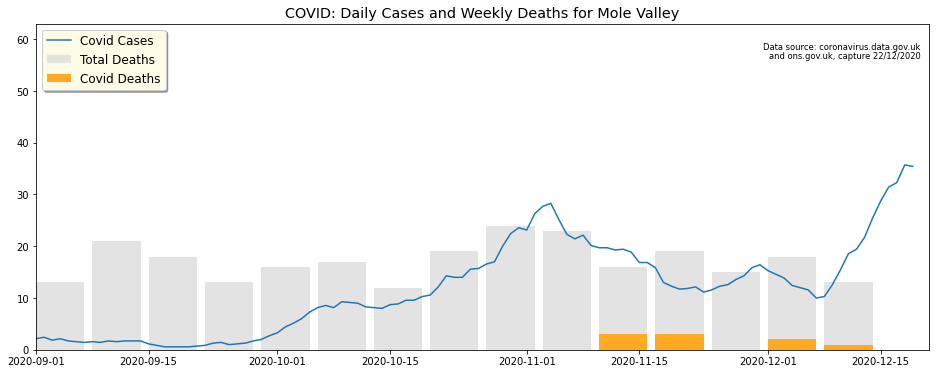 COVID: Daily Cases and Weekly Deaths for Mole Valley
60
50
40
30
20
10
0
Covid Cases
Total Deaths
Covid Deaths
Data source: coronavirus.data.gov.uk
and ons.gov.uk, capture 22/12/2020
2020-09-01 2020-09-15 2020-10-01 2020-10-15 2020-11-01 2020-11-15 2020-12-01 2020-12-15